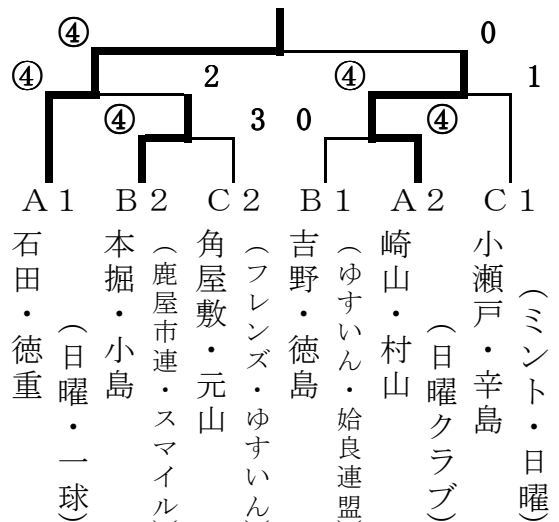 ④ 0
④ 2 ④ 1
④ 3 0 ④
A1 B2 C2 B1 A2 C1
石田・徳重
(日曜・一球)
本掘・小島
(鹿屋市連・スマイル)
角屋敷・元山
(フレンズ・ゆすいん)
吉野・徳島
(ゆすいん・姶良連盟)
崎山・村山
(日曜クラブ)
小瀬戸・辛島
(ミント・日曜)